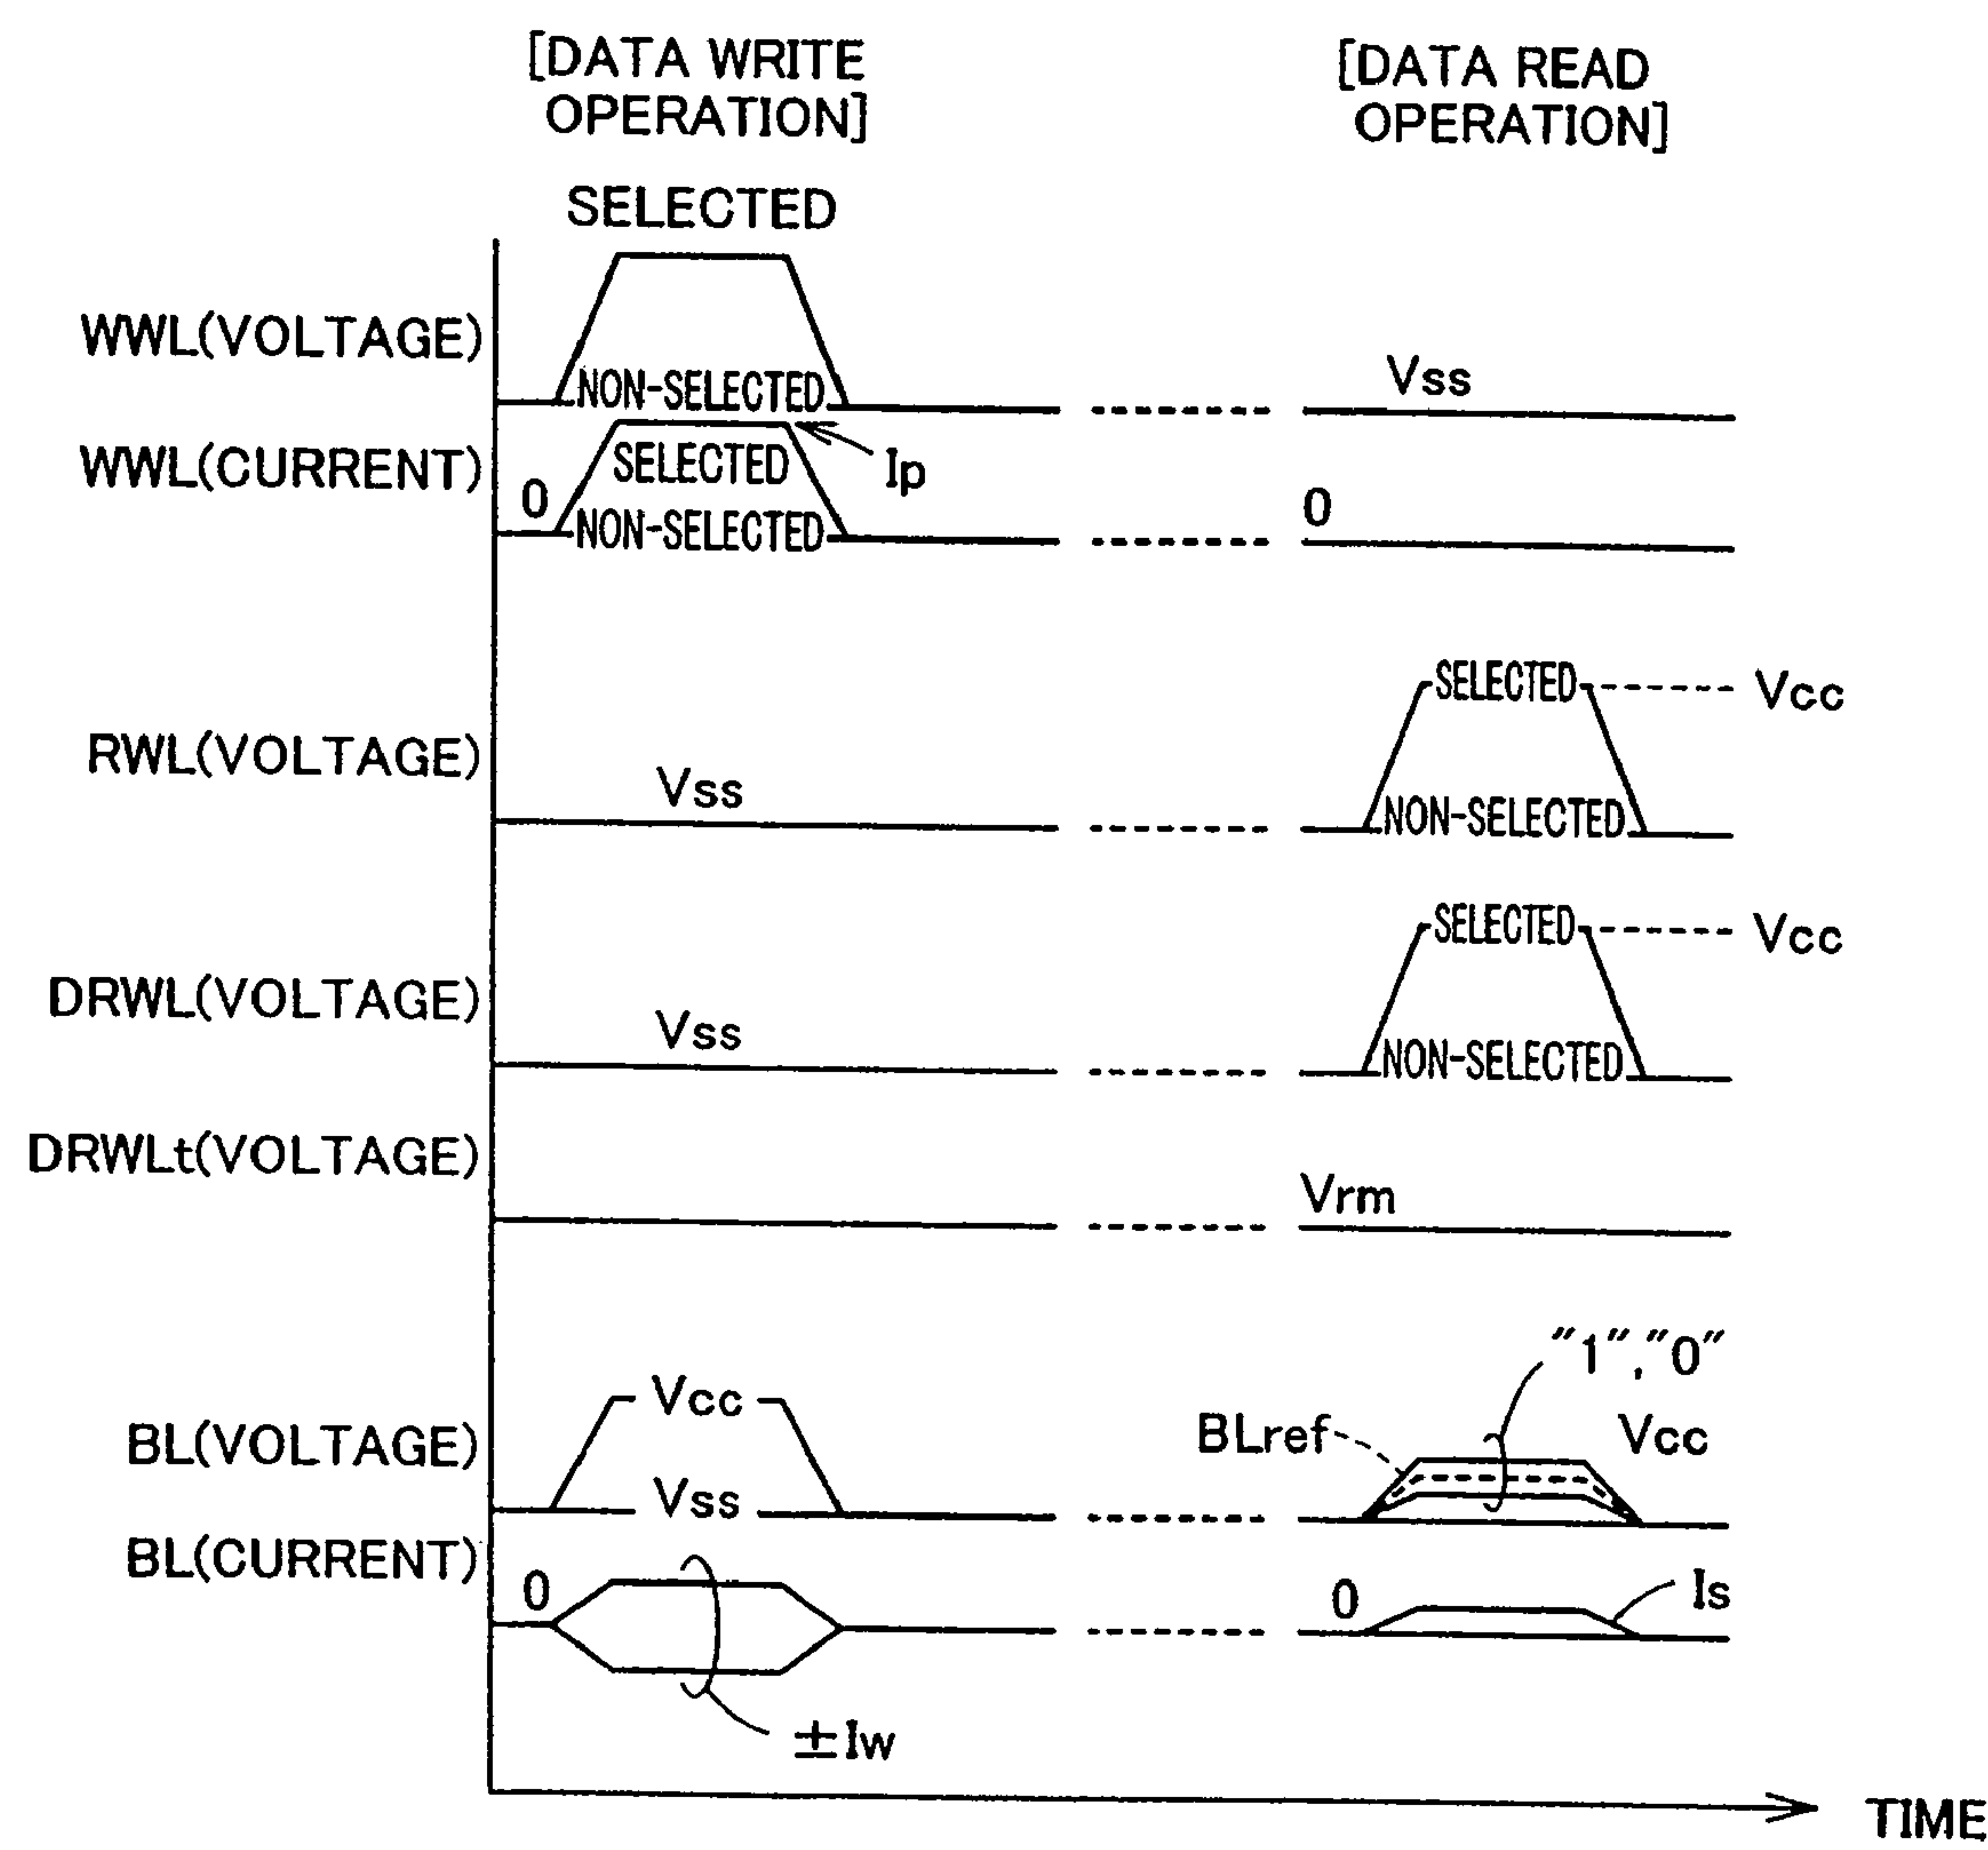 [DATA WRITE
OPERATION]
[DATA READ
OPERATION]
SELECTED
WWL(VOLTAGE)
NON-SELECTED
Vss
WWL(CURRENT)
0
SELECTED
Ip
NON-SELECTED
0
RWL(VOLTAGE)
Vss
SELECTED
Vcc
NON-SELECTED
DRWL(VOLTAGE)
Vss
SELECTED
Vcc
NON-SELECTED
DRWLt(VOLTAGE)
Vrm
BL(VOLTAGE)
Vcc
Vss
"1","0"
BLref
Vcc
BL(CURRENT)
0
±Iw
0
Is
TIME